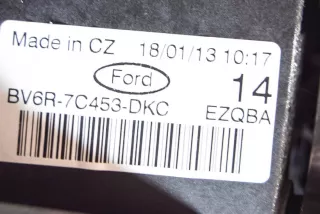 Made in CZ 18/01/13 10:17
Ford 14
BV6R-7C453-DKC EZQBA